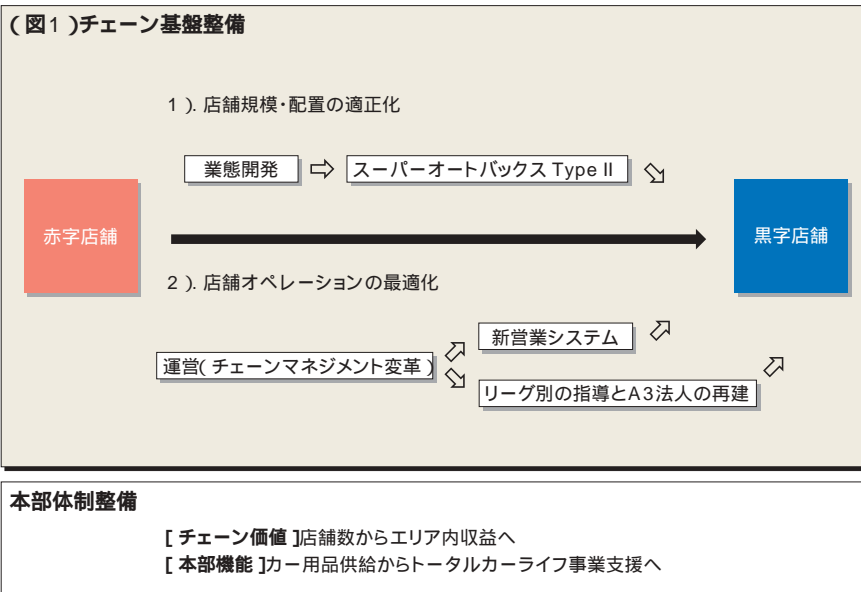 (図1)チェーン基盤整備
1). 店舗規模・配置の適正化
業態開発
スーパーオートバックス Type II
赤字店舗
黒字店舗
2). 店舗オペレーションの最適化
新営業システム
運営(チェーンマネジメント変革)
リーグ別の指導とA3法人の再建
本部体制整備
[チェーン価値]店舗数からエリア内収益へ
[本部機能]カー用品供給からトータルカーライフ事業支援へ